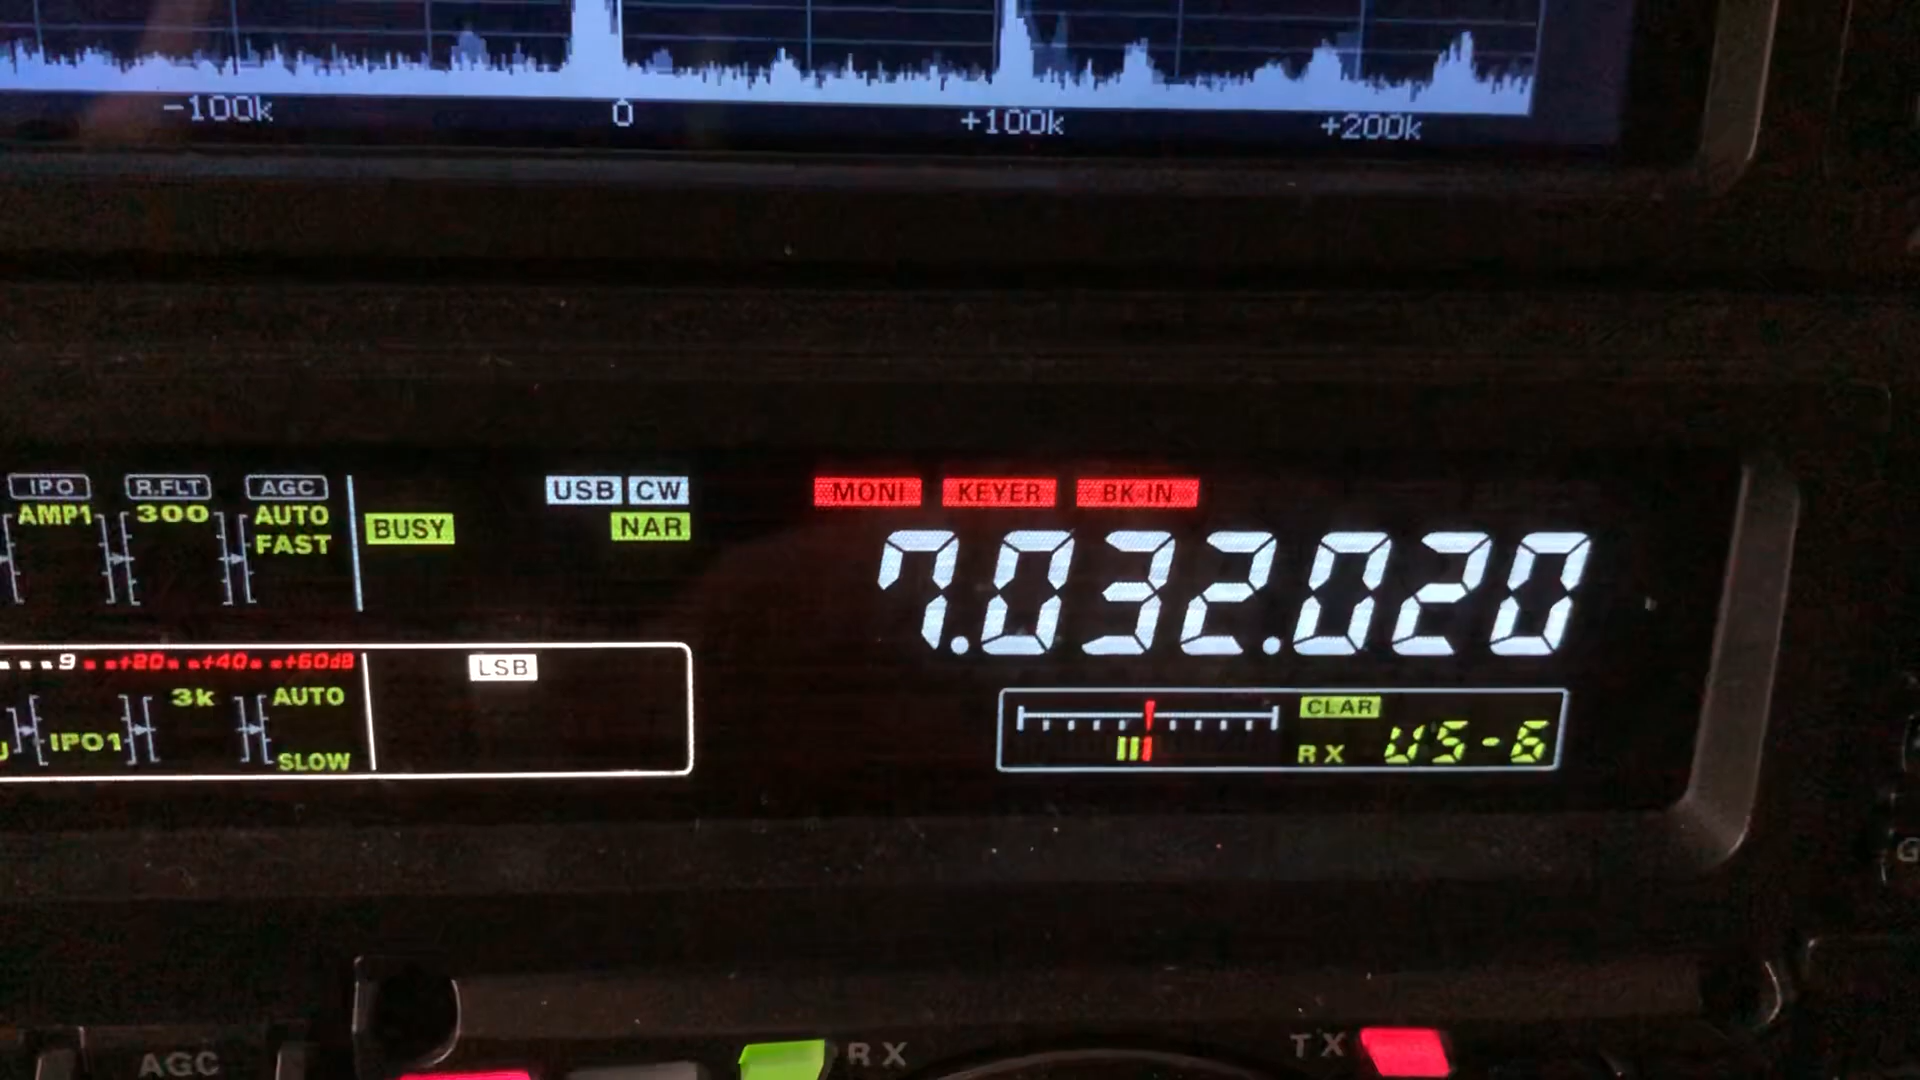 -100k 0 +100k +200k
IPO R.FLT AGC USB CW MONI KEYER BK-IN
AMP1 300 AUTO BUSY NAR
FAST
7.032.020
9 +20 +40 +60dB LSB
3k AUTO CLAR
IPO1 SLOW RX US-6
AGC RX TX